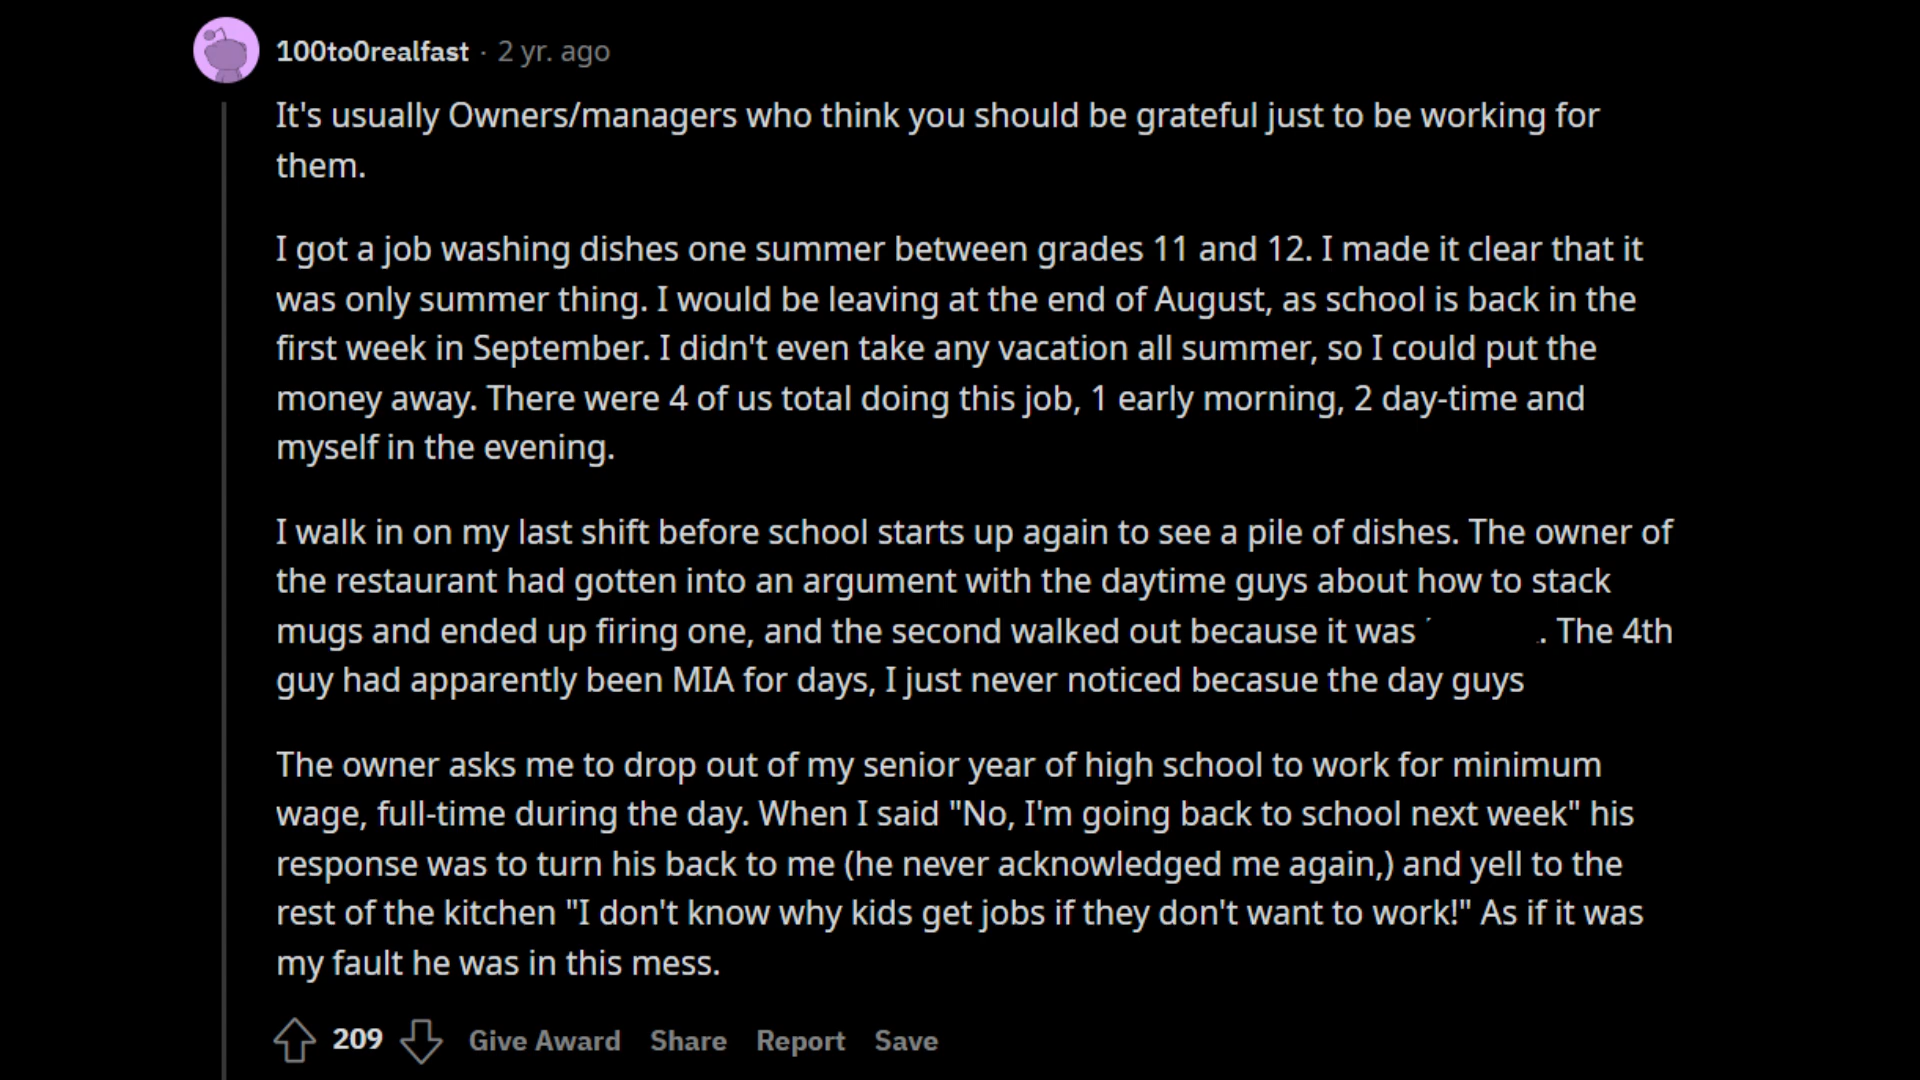 100to0realfast · 2 yr. ago
It's usually Owners/managers who think you should be grateful just to be working for
them.
I got a job washing dishes one summer between grades 11 and 12. I made it clear that it
was only summer thing. I would be leaving at the end of August, as school is back in the
first week in September. I didn't even take any vacation all summer, so I could put the
money away. There were 4 of us total doing this job, 1 early morning, 2 day-time and
myself in the evening.
I walk in on my last shift before school starts up again to see a pile of dishes. The owner of
the restaurant had gotten into an argument with the daytime guys about how to stack
mugs and ended up firing one, and the second walked out because it was . The 4th
guy had apparently been MIA for days, I just never noticed becasue the day guys
The owner asks me to drop out of my senior year of high school to work for minimum
wage, full-time during the day. When I said "No, I'm going back to school next week" his
response was to turn his back to me (he never acknowledged me again,) and yell to the
rest of the kitchen "I don't know why kids get jobs if they don't want to work!" As if it was
my fault he was in this mess.
209 Give Award Share Report Save